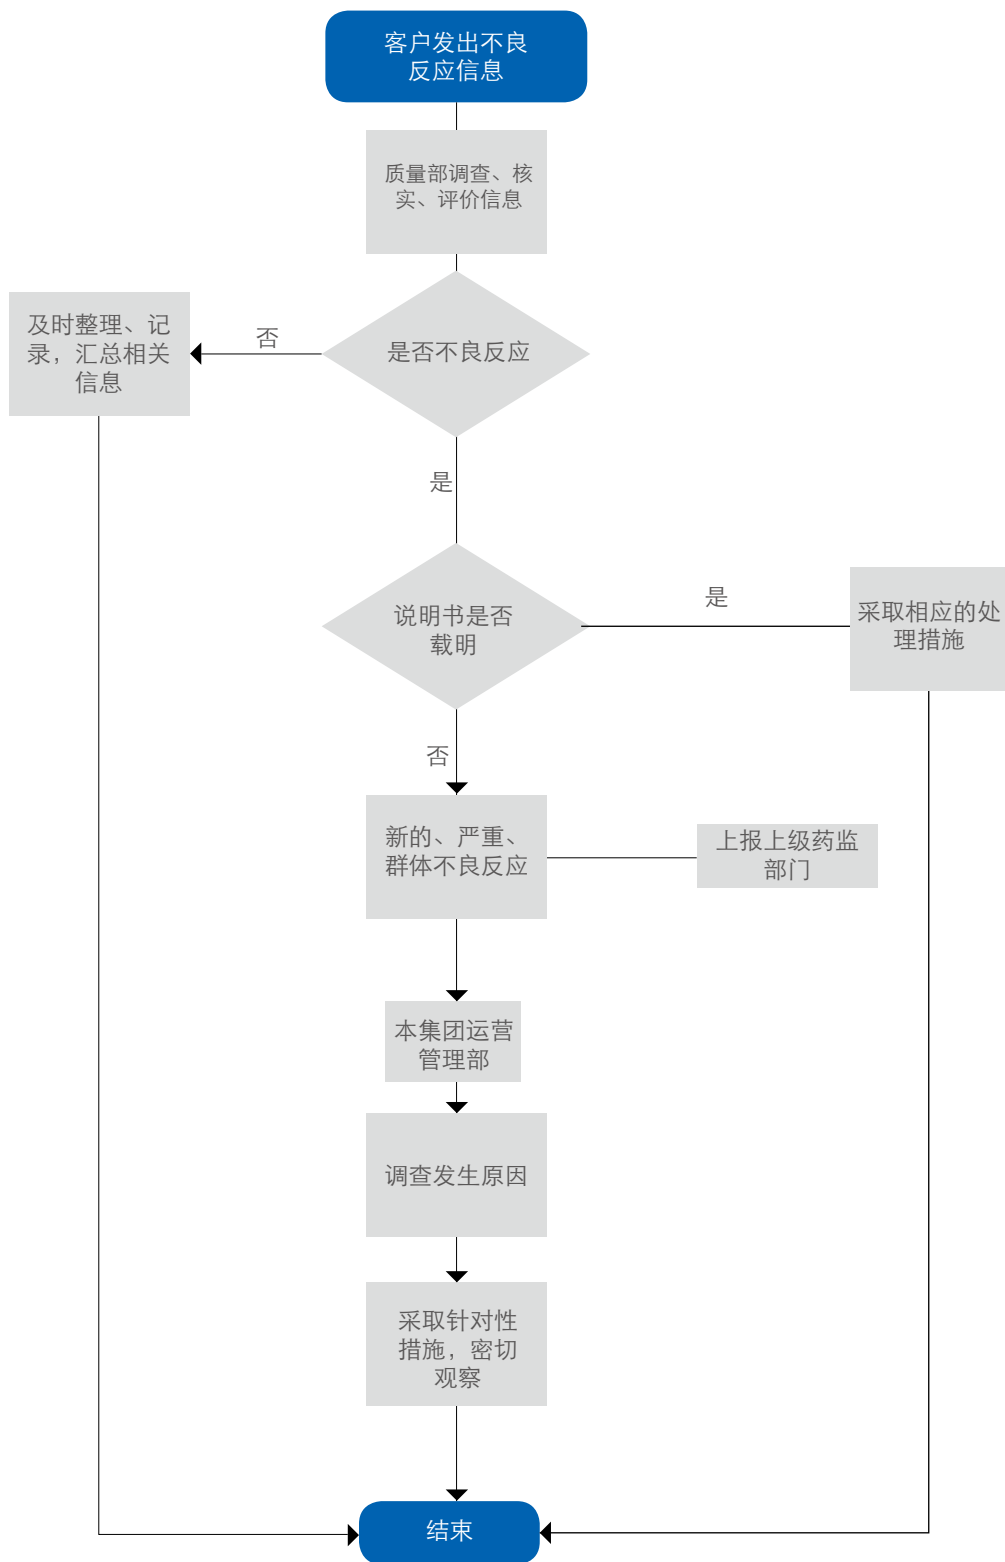 客户发出不良
反应信息
质量部调查、核
实、评价信息
及时整理、记
录，汇总相关
信息
否
是否不良反应
是
说明书是否
载明
是
采取相应的处
理措施
否
新的、严重、
群体不良反应
上报上级药监
部门
本集团运营
管理部
调查发生原因
采取针对性
措施，密切
观察
结束